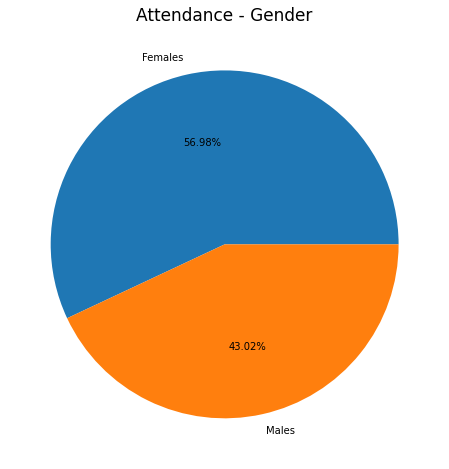 Attendance - Gender
Females
56.98%
43.02%
Males